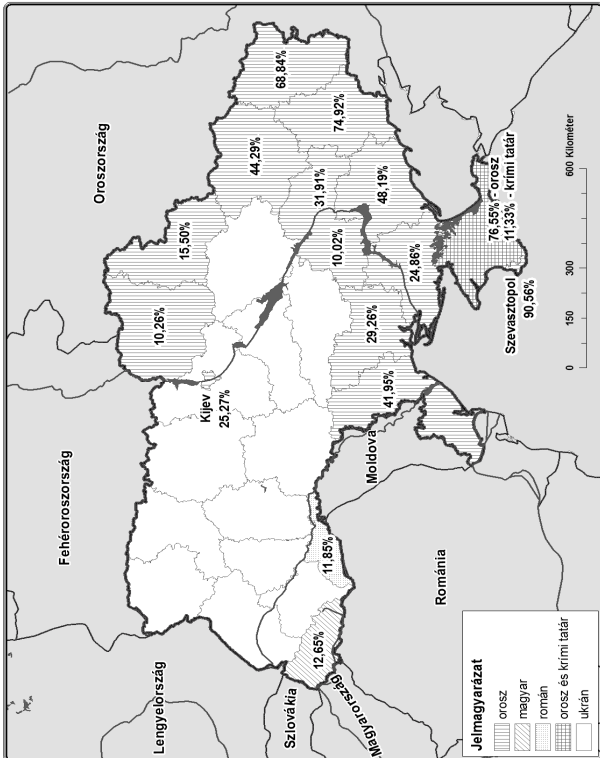 Oroszország
Fehéroroszország
Lengyelország
Szlovákia
Magyarország
Románia
Moldova
Kijev
25,27%
10,26%
15,50%
44,29%
68,84%
74,92%
31,91%
48,19%
10,02%
24,86%
29,26%
41,95%
11,85%
12,65%
76,55% - orosz
11,33% - krími tatár
Szevasztopol
90,56%
0 150 300 600 Kilométer
Jelmagyarázat
orosz
magyar
román
orosz és krími tatár
ukrán